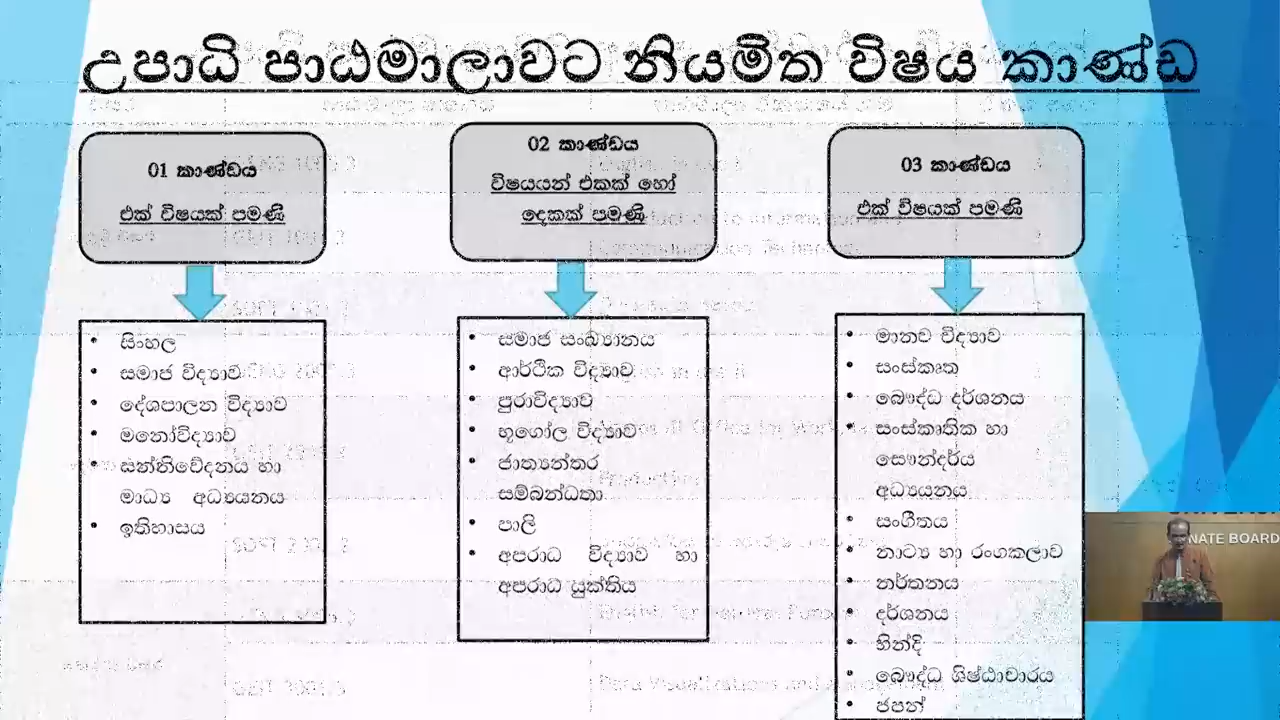 උපාධි පාඨමාලාවට නියමිත විෂය කාණ්ඩ
01 කාණ්ඩය
එක් විෂයක් පමණි
02 කාණ්ඩය
විෂයයන් එකක් හෝ
දෙකක් පමණි
03 කාණ්ඩය
එක් විෂයක් පමණි
• සිංහල
• සමාජ විද්‍යාව
• දේශපාලන විද්‍යාව
• මනෝවිද්‍යාව
• සන්නිවේදනය හා
මාධ්‍ය අධ්‍යයනය
• ඉතිහාසය
• සමාජ සංඛ්‍යානය
• ආර්ථික විද්‍යාව
• පුරාවිද්‍යාව
• භූගෝල විද්‍යාව
• ජාත්‍යන්තර
සම්බන්ධතා
• පාලි
• අපරාධ විද්‍යාව හා
අපරාධ යුක්තිය
• මානව විද්‍යාව
• සංස්කෘත
• බෞද්ධ දර්ශනය
• සංස්කෘතික හා
සෞන්දර්ය
අධ්‍යයනය
• සංගීතය
• නාට්‍ය හා රංගකලාව
• නර්තනය
• දර්ශනය
• හින්දි
• බෞද්ධ ශිෂ්ඨාචාරය
• ජපන්
NATE BOARD